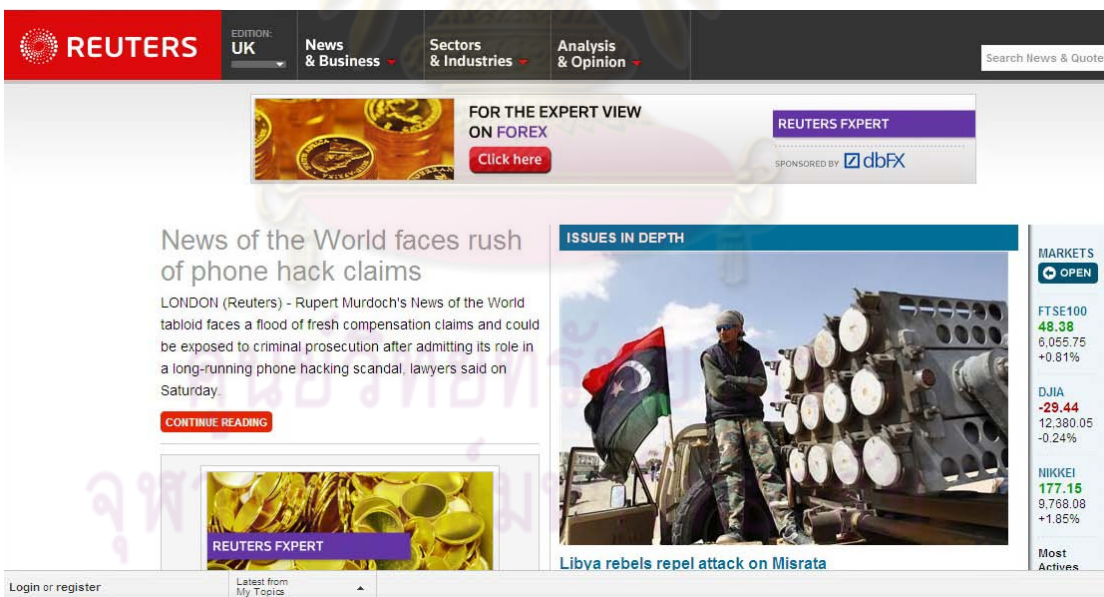 REUTERS
EDITION:
UK
News
& Business
Sectors
& Industries
Analysis
& Opinion
Search News & Quote
FOR THE EXPERT VIEW
ON FOREX
Click here
REUTERS FXPERT
SPONSORED BY dbFX
News of the World faces rush
of phone hack claims
LONDON (Reuters) - Rupert Murdoch's News of the World
tabloid faces a flood of fresh compensation claims and could
be exposed to criminal prosecution after admitting its role in
a long-running phone hacking scandal, lawyers said on
Saturday.
CONTINUE READING
REUTERS FXPERT
ISSUES IN DEPTH
Libya rebels repel attack on Misrata
MARKETS
OPEN
FTSE100
48.38
6,055.75
+0.81%
DJIA
-29.44
12,380.05
-0.24%
NIKKEI
177.15
9,768.08
+1.85%
Most
Actives
Login or register
Latest from
My Topics